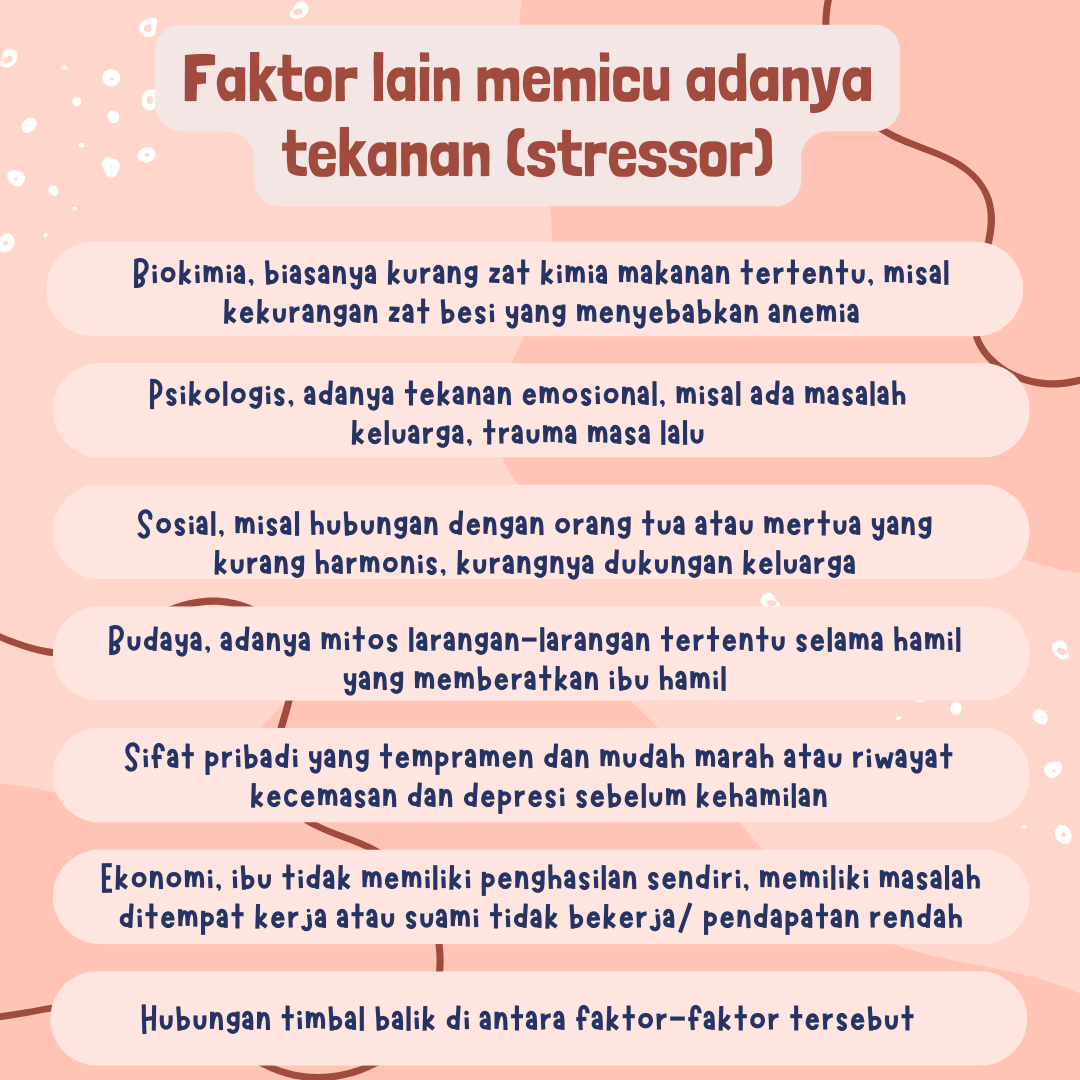 Faktor lain memicu adanya
tekanan (stressor)
Biokimia, biasanya kurang zat kimia makanan tertentu, misal
kekurangan zat besi yang menyebabkan anemia
Psikologis, adanya tekanan emosional, misal ada masalah
keluarga, trauma masa lalu
Sosial, misal hubungan dengan orang tua atau mertua yang
kurang harmonis, kurangnya dukungan keluarga
Budaya, adanya mitos larangan-larangan tertentu selama hamil
yang memberatkan ibu hamil
Sifat pribadi yang tempramen dan mudah marah atau riwayat
kecemasan dan depresi sebelum kehamilan
Ekonomi, ibu tidak memiliki penghasilan sendiri, memiliki masalah
ditempat kerja atau suami tidak bekerja/ pendapatan rendah
Hubungan timbal balik di antara faktor-faktor tersebut